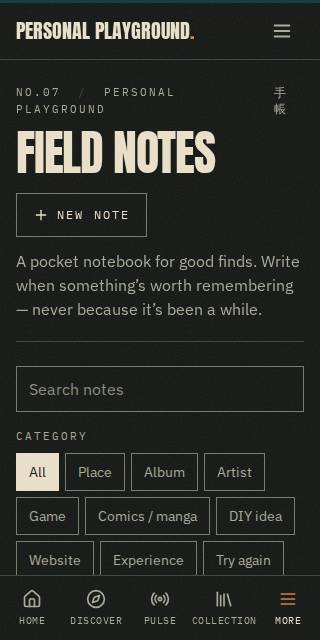 PERSONAL PLAYGROUND.
NO.07 / PERSONAL
PLAYGROUND
手
帳
FIELD NOTES
+ NEW NOTE
A pocket notebook for good finds. Write
when something’s worth remembering
— never because it’s been a while.
Search notes
CATEGORY
All Place Album Artist
Game Comics / manga DIY idea
Website Experience Try again
HOME DISCOVER PULSE COLLECTION MORE